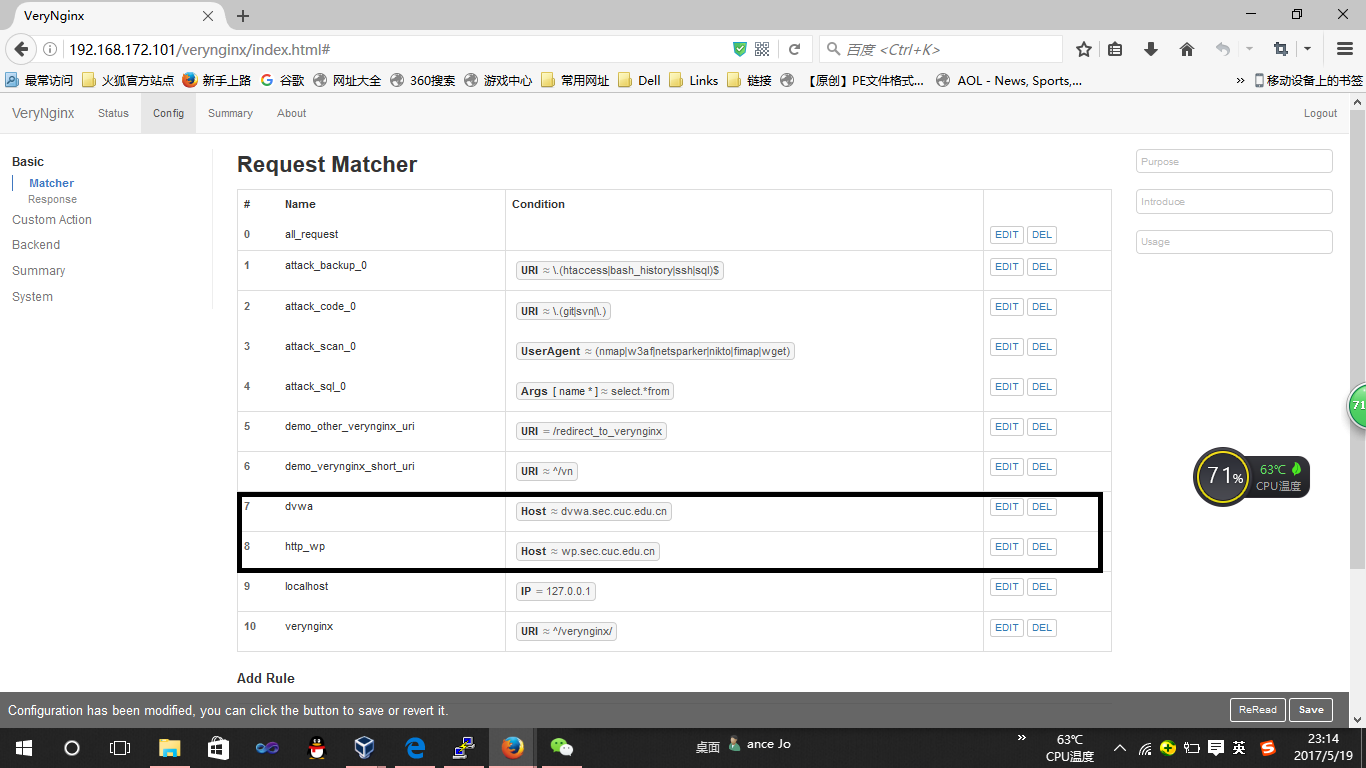 VeryNginx
192.168.172.101/verynginx/index.html#
百度 <Ctrl+K>
最常访问 火狐官方站点 新手上路 谷歌 网址大全 360搜索 游戏中心 常用网址 Dell Links 链接 【原创】PE文件格式... AOL - News, Sports,... » 移动设备上的书签
VeryNginx Status Config Summary About Logout
Basic
Matcher
Response
Custom Action
Backend
Summary
System
Request Matcher
# Name Condition
0 all_request EDIT DEL
1 attack_backup_0 URI ≈ \.(htaccess|bash_history|ssh|sql)$ EDIT DEL
2 attack_code_0 URI ≈ \.(git|svn|\.) EDIT DEL
3 attack_scan_0 UserAgent ≈ (nmap|w3af|netsparker|nikto|fimap|wget) EDIT DEL
4 attack_sql_0 Args [ name * ] ≈ select.*from EDIT DEL
5 demo_other_verynginx_uri URI = /redirect_to_verynginx EDIT DEL
6 demo_verynginx_short_uri URI ≈ ^/vn EDIT DEL
7 dvwa Host ≈ dvwa.sec.cuc.edu.cn EDIT DEL
8 http_wp Host ≈ wp.sec.cuc.edu.cn EDIT DEL
9 localhost IP = 127.0.0.1 EDIT DEL
10 verynginx URI ≈ ^/verynginx/ EDIT DEL
Add Rule
Purpose
Introduce
Usage
71
71% 63℃
CPU温度
Configuration has been modified, you can click the button to save or revert it. ReRead Save
桌面 ance Jo » 63℃
CPU温度
英
23:14
2017/5/19